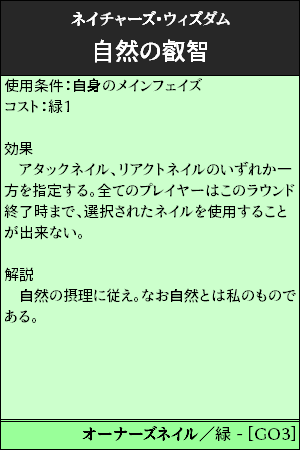 ネイチャーズ・ウィズダム
自然の叡智
使用条件：自身のメインフェイズ
コスト：緑1
効果
　アタックネイル、リアクトネイルのいずれか一
方を指定する。全てのプレイヤーはこのラウンド
終了時まで、選択されたネイルを使用すること
が出来ない。
解説
　自然の摂理に従え。なお自然とは私のもので
ある。
オーナーズネイル／緑 - [GO3]